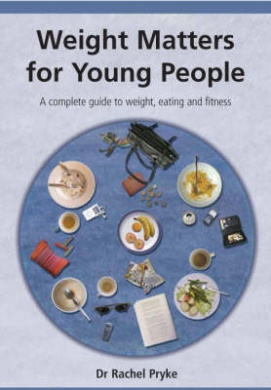 Weight Matters
for Young People
A complete guide to weight, eating and fitness
Dr Rachel Pryke